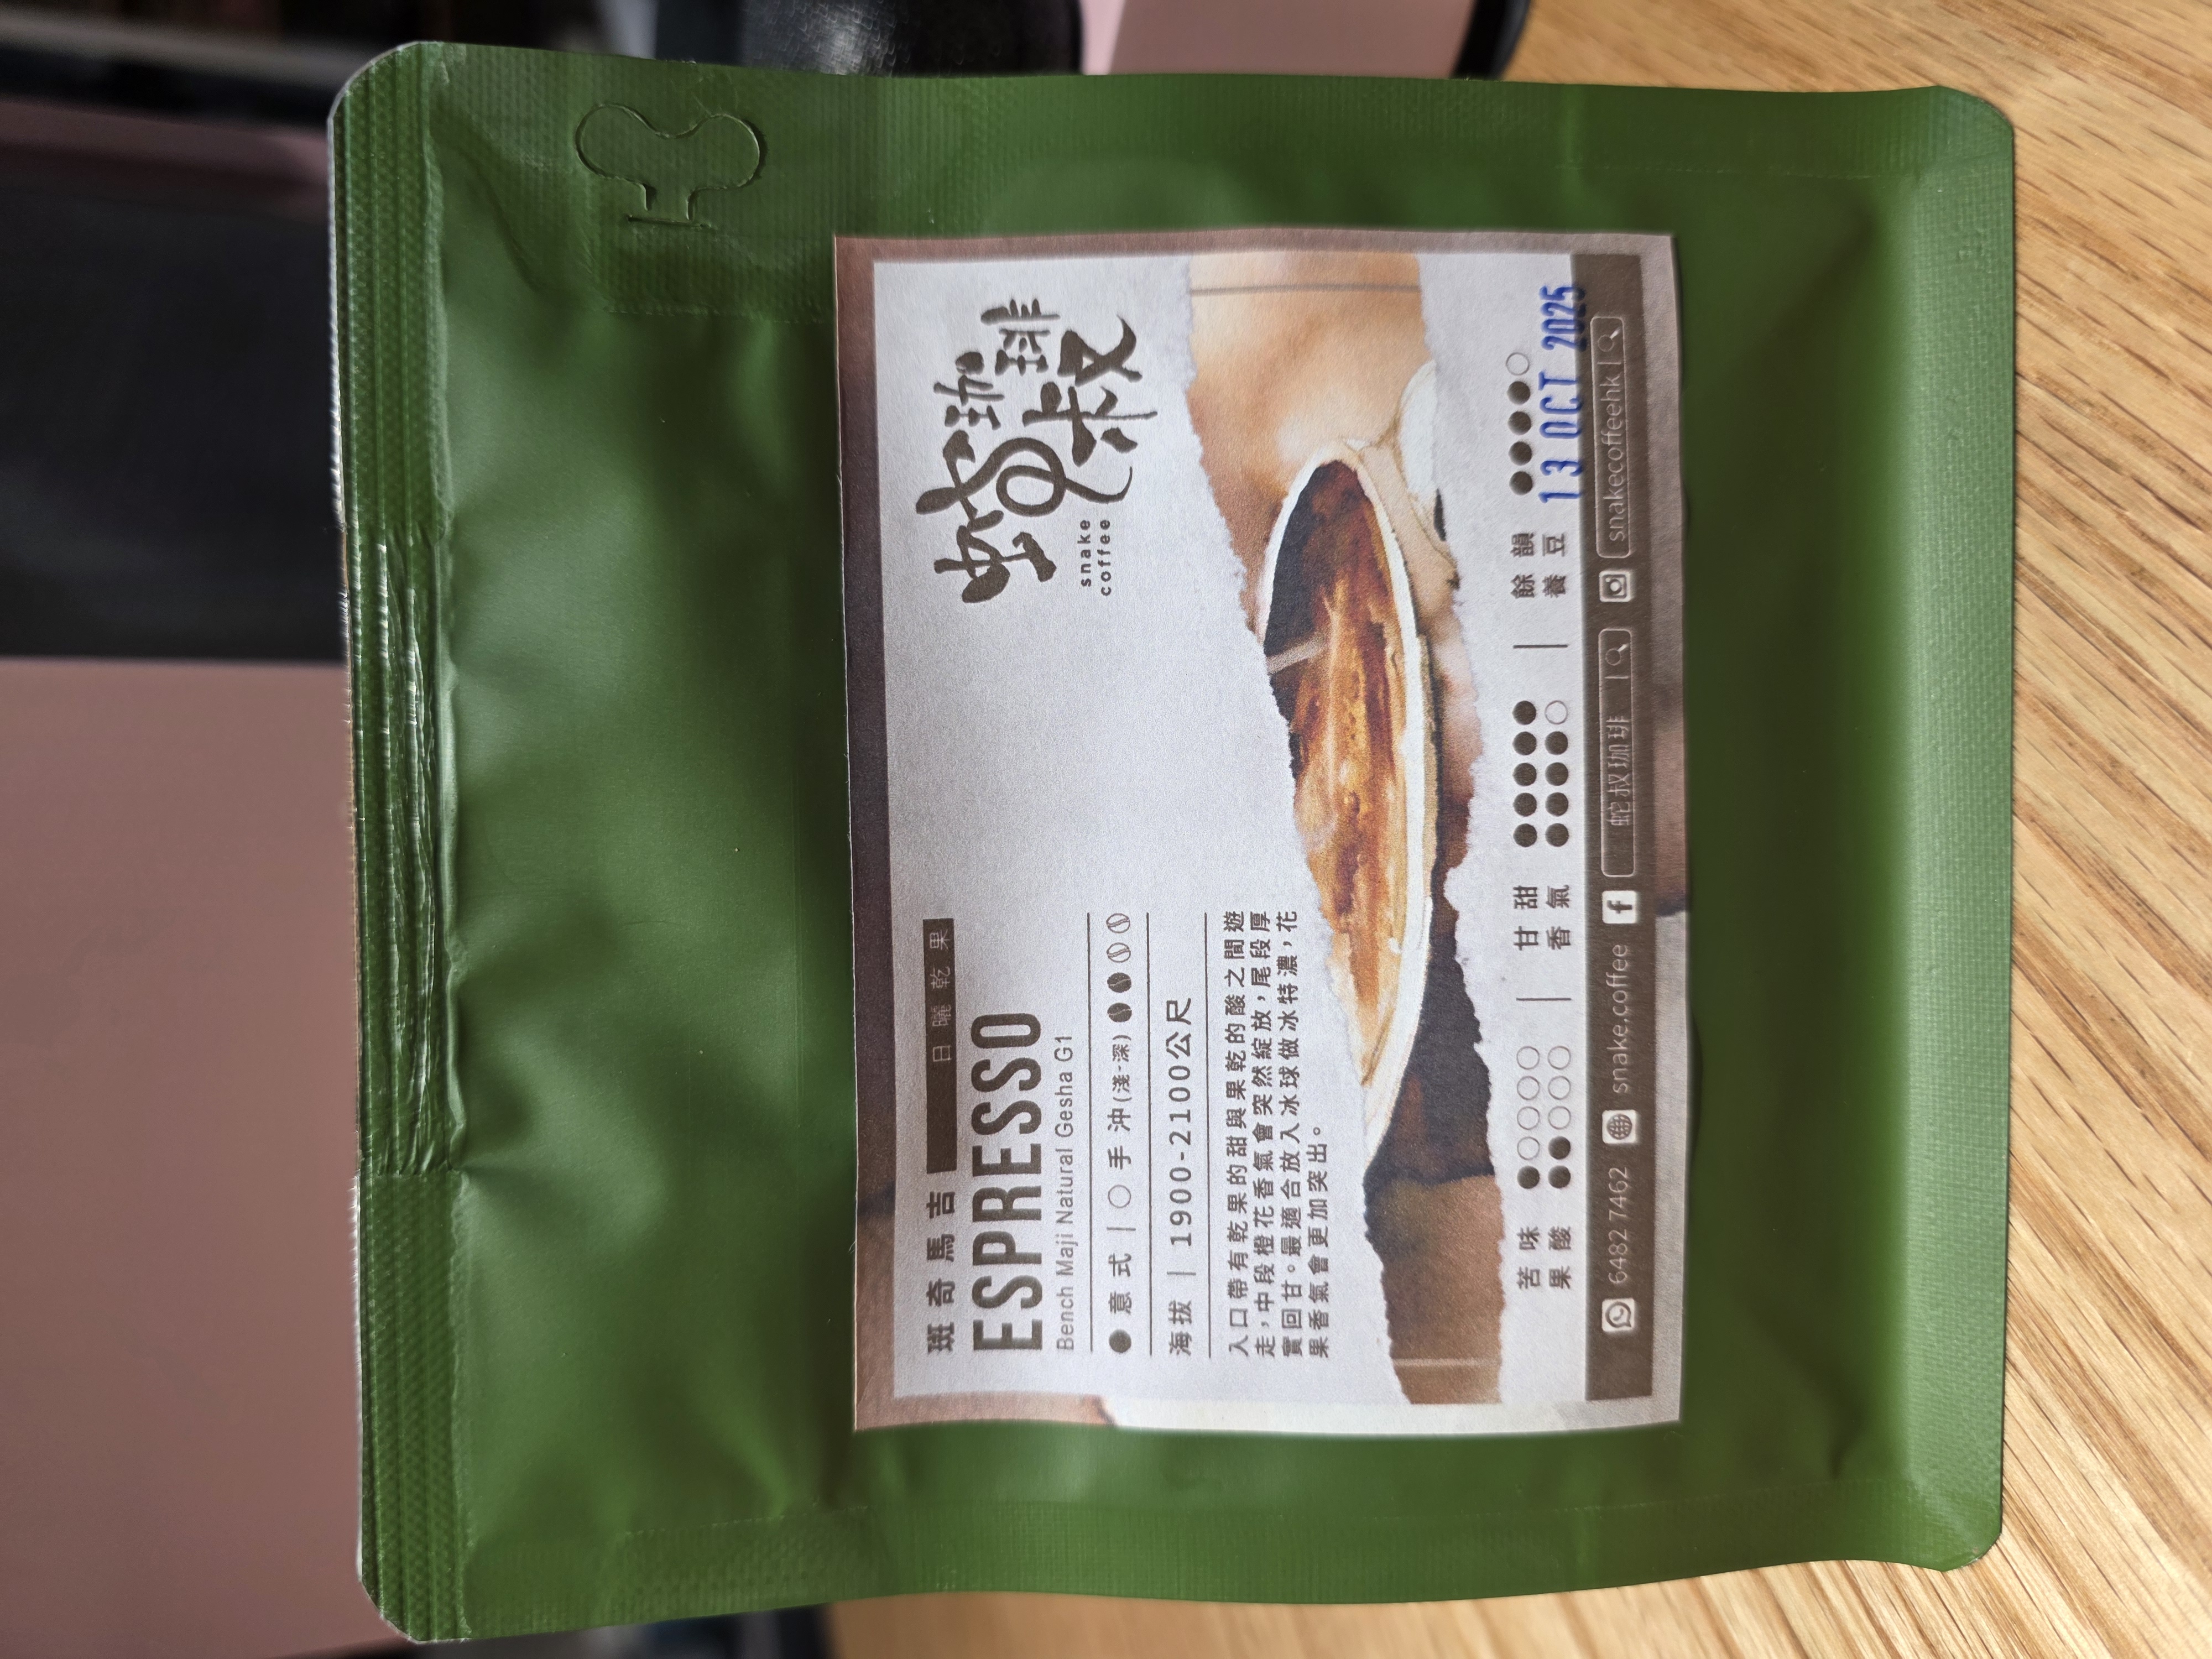 蛇叔珈琲
snake
coffee
班奇馬吉 日曬乾果
ESPRESSO
Bench Maji Natural Gesha G1
●意式|○手沖(淺-深)
海拔|1900-2100公尺
入口帶有乾果的甜與果乾的酸之間遊
走,中段橙花香氣會突然綻放,尾段厚
實回甘。最適合放入冰球做冰特濃,花
果香氣會更加突出。
苦味 ●○○○○ | 甘甜 ●●●●● | 餘韻 ●●●●○
果酸 ●●○○○ | 香氣 ●●●●○ | 養豆 13 OCT 2025
6482 7462 snake.coffee 蛇叔珈琲 snakecoffeehk